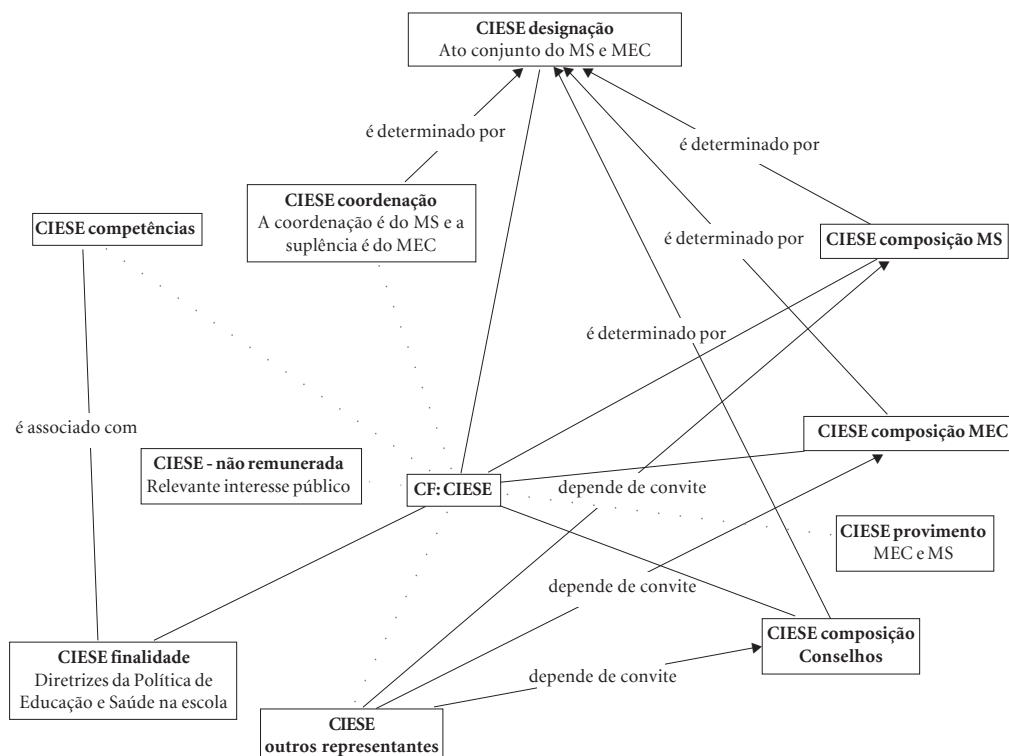 CIESE designação
Ato conjunto do MS e MEC
é determinado por
é determinado por
CIESE coordenação
A coordenação é do MS e a
suplência é do MEC
CIESE competências
é determinado por
CIESE composição MS
é determinado por
é associado com
CIESE composição MEC
CIESE - não remunerada
Relevante interesse público
CF: CIESE
depende de convite
CIESE provimento
MEC e MS
depende de convite
CIESE composição
Conselhos
CIESE finalidade
Diretrizes da Política de
Educação e Saúde na escola
depende de convite
CIESE
outros representantes